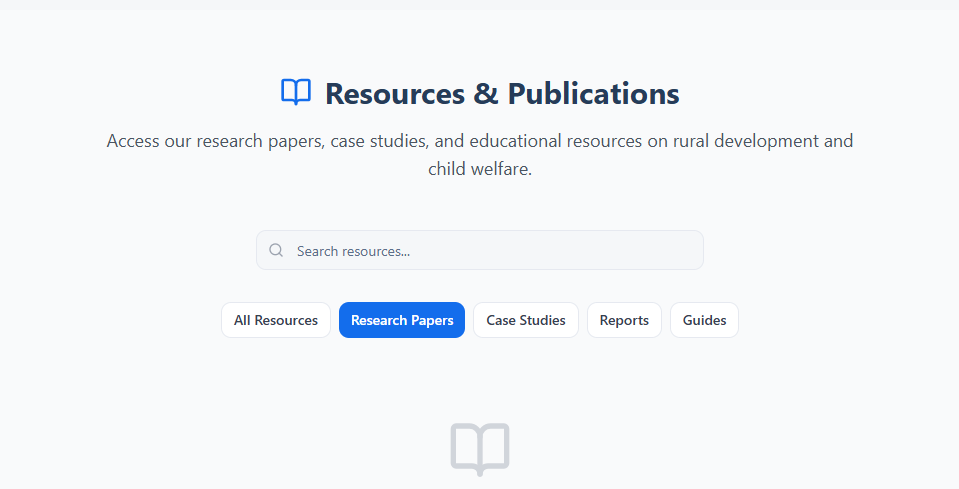 Resources & Publications
Access our research papers, case studies, and educational resources on rural development and
child welfare.
Search resources...
All Resources
Research Papers
Case Studies
Reports
Guides